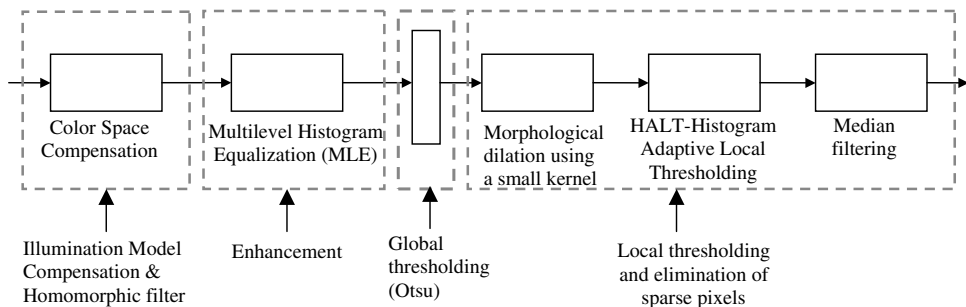 Color Space
Compensation
Multilevel Histogram
Equalization (MLE)
Morphological
dilation using
a small kernel
HALT-Histogram
Adaptive Local
Thresholding
Median
filtering
Illumination Model
Compensation &
Homomorphic filter
Enhancement
Global
thresholding
(Otsu)
Local thresholding
and elimination of
sparse pixels